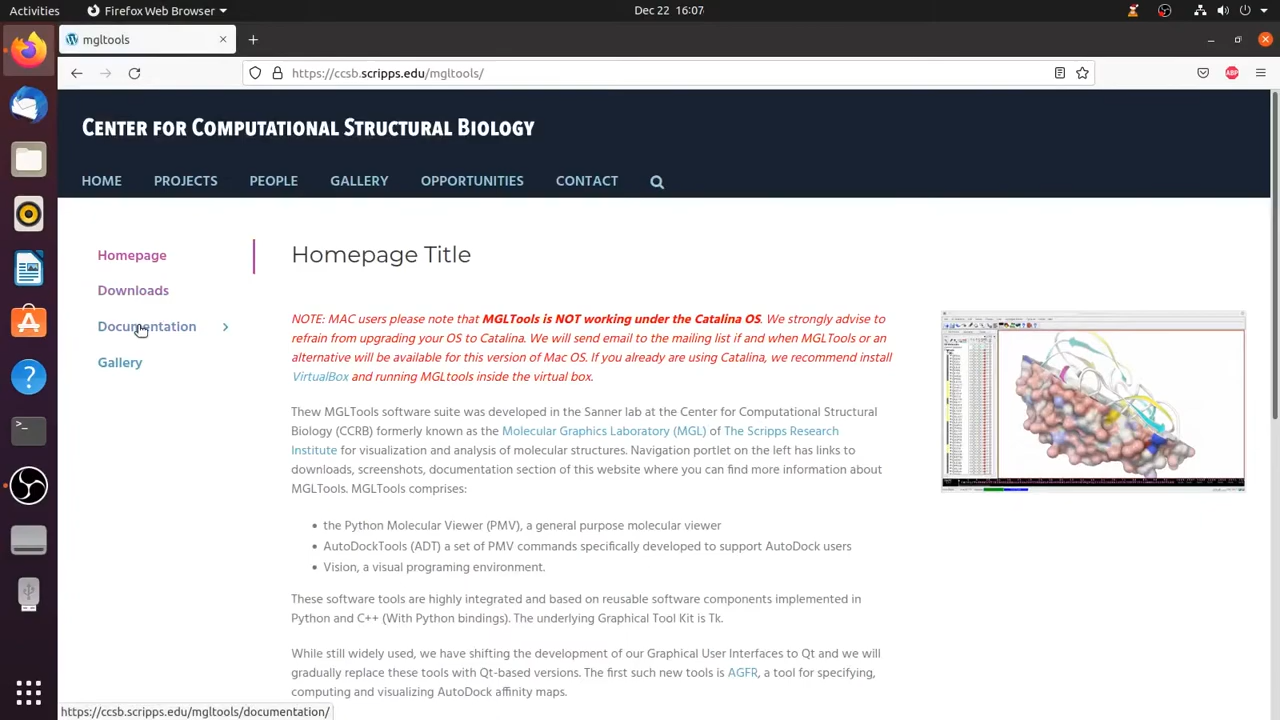 Activities
Firefox Web Browser
Dec 22 16:07
mgltools
https://ccsb.scripps.edu/mgltools/
ABP
CENTER FOR COMPUTATIONAL STRUCTURAL BIOLOGY
HOME PROJECTS PEOPLE GALLERY OPPORTUNITIES CONTACT
Homepage
Downloads
Documentation
Gallery
Homepage Title
NOTE: MAC users please note that MGLTools is NOT working under the Catalina OS. We strongly advise to
refrain from upgrading your OS to Catalina. We will send email to the mailing list if and when MGLTools or an
alternative will be available for this version of Mac OS. If you already are using Catalina, we recommend install
VirtualBox and running MGLtools inside the virtual box.
Thew MGLTools software suite was developed in the Sanner lab at the Center for Computational Structural
Biology (CCRB) formerly known as the Molecular Graphics Laboratory (MGL) of The Scripps Research
Institute for visualization and analysis of molecular structures. Navigation portlet on the left has links to
downloads, screenshots, documentation section of this website where you can find more information about
MGLTools. MGLTools comprises:
• the Python Molecular Viewer (PMV), a general purpose molecular viewer
• AutoDockTools (ADT) a set of PMV commands specifically developed to support AutoDock users
• Vision, a visual programing environment.
These software tools are highly integrated and based on reusable software components implemented in
Python and C++ (With Python bindings). The underlying Graphical Tool Kit is Tk.
While still widely used, we have shifting the development of our Graphical User Interfaces to Qt and we will
gradually replace these tools with Qt-based versions. The first such new tools is AGFR, a tool for specifying,
computing and visualizing AutoDock affinity maps.
https://ccsb.scripps.edu/mgltools/documentation/